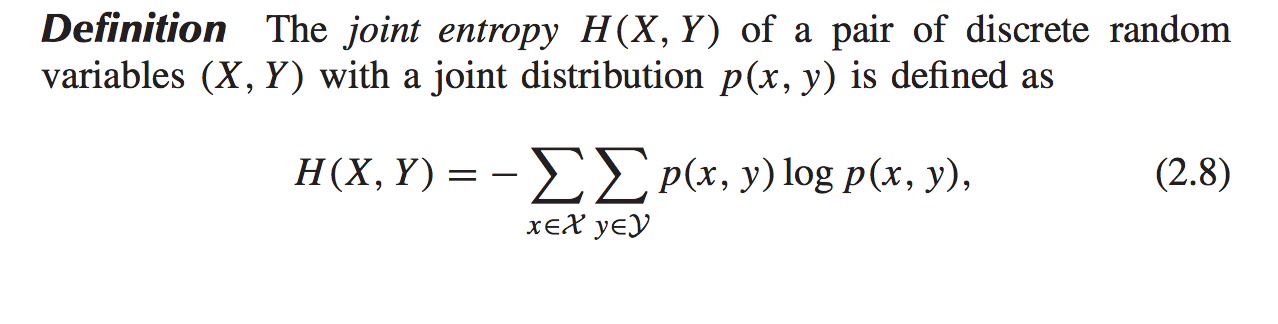 Definition The joint entropy H(X, Y) of a pair of discrete random
variables (X, Y) with a joint distribution p(x, y) is defined as
H(X, Y) = − ∑ ∑ p(x, y) log p(x, y), (2.8)
x∈𝒳 y∈𝒴